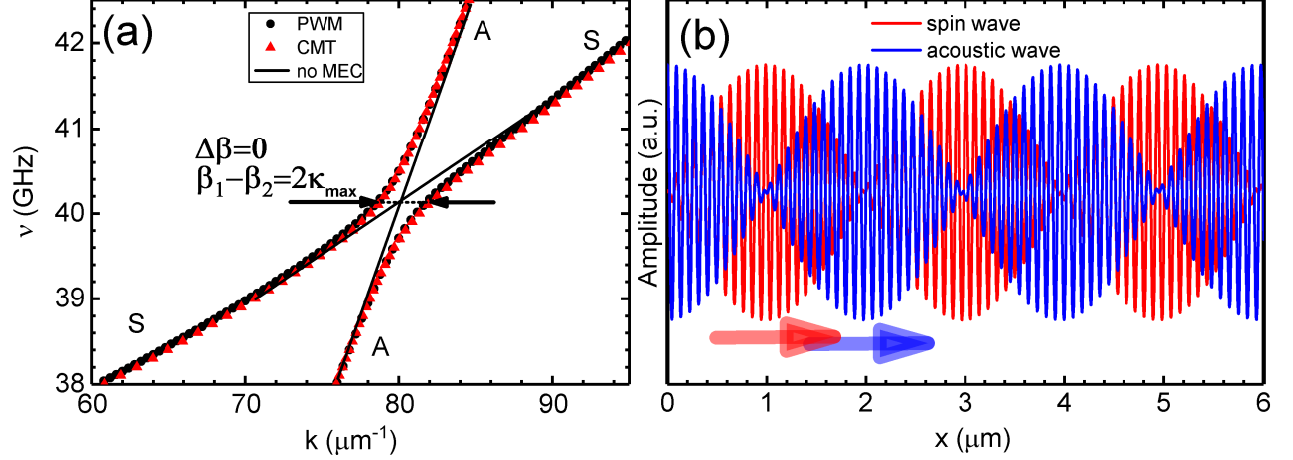 (a)
PWM
CMT
no MEC
A
S
Δβ=0
β₁−β₂=2κₘₐₓ
S
A
42
41
40
39
38
ν (GHz)
60 70 80 90
k (μm⁻¹)
(b)
spin wave
acoustic wave
Amplitude (a.u.)
0 1 2 3 4 5 6
x (μm)